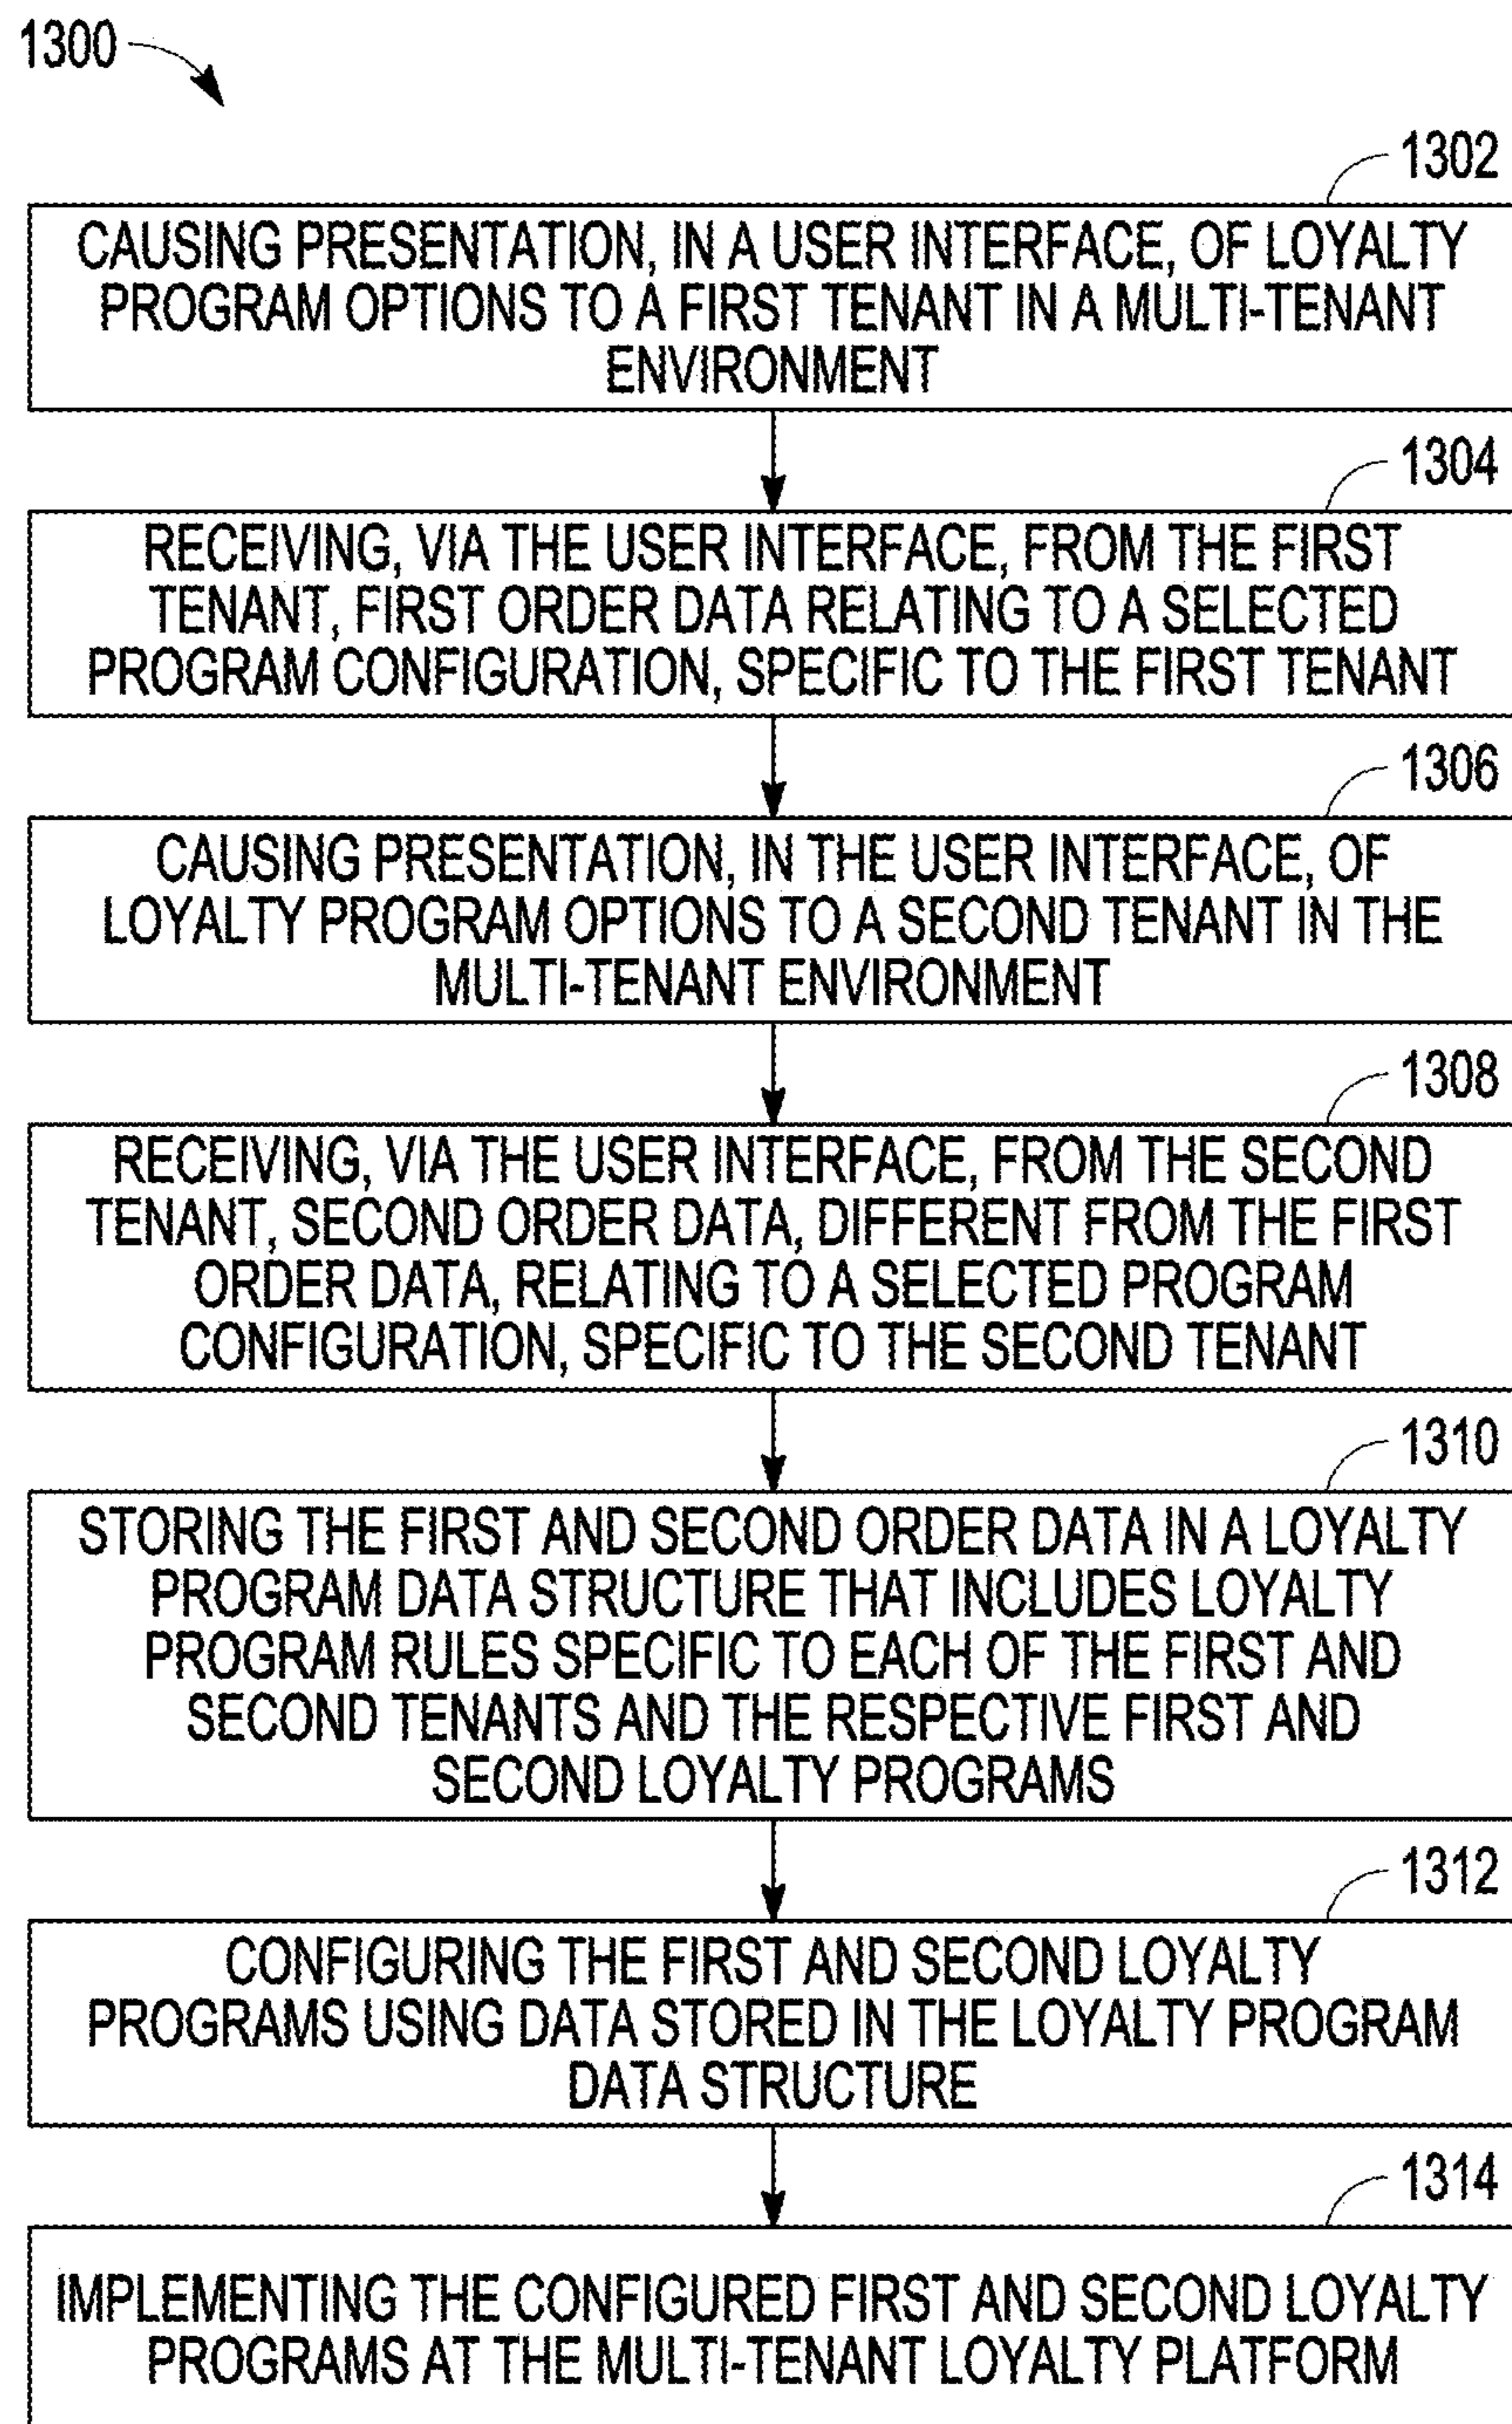 1300
1302
CAUSING PRESENTATION, IN A USER INTERFACE, OF LOYALTY
PROGRAM OPTIONS TO A FIRST TENANT IN A MULTI-TENANT
ENVIRONMENT
1304
RECEIVING, VIA THE USER INTERFACE, FROM THE FIRST
TENANT, FIRST ORDER DATA RELATING TO A SELECTED
PROGRAM CONFIGURATION, SPECIFIC TO THE FIRST TENANT
1306
CAUSING PRESENTATION, IN THE USER INTERFACE, OF
LOYALTY PROGRAM OPTIONS TO A SECOND TENANT IN THE
MULTI-TENANT ENVIRONMENT
1308
RECEIVING, VIA THE USER INTERFACE, FROM THE SECOND
TENANT, SECOND ORDER DATA, DIFFERENT FROM THE FIRST
ORDER DATA, RELATING TO A SELECTED PROGRAM
CONFIGURATION, SPECIFIC TO THE SECOND TENANT
1310
STORING THE FIRST AND SECOND ORDER DATA IN A LOYALTY
PROGRAM DATA STRUCTURE THAT INCLUDES LOYALTY
PROGRAM RULES SPECIFIC TO EACH OF THE FIRST AND
SECOND TENANTS AND THE RESPECTIVE FIRST AND
SECOND LOYALTY PROGRAMS
1312
CONFIGURING THE FIRST AND SECOND LOYALTY
PROGRAMS USING DATA STORED IN THE LOYALTY PROGRAM
DATA STRUCTURE
1314
IMPLEMENTING THE CONFIGURED FIRST AND SECOND LOYALTY
PROGRAMS AT THE MULTI-TENANT LOYALTY PLATFORM